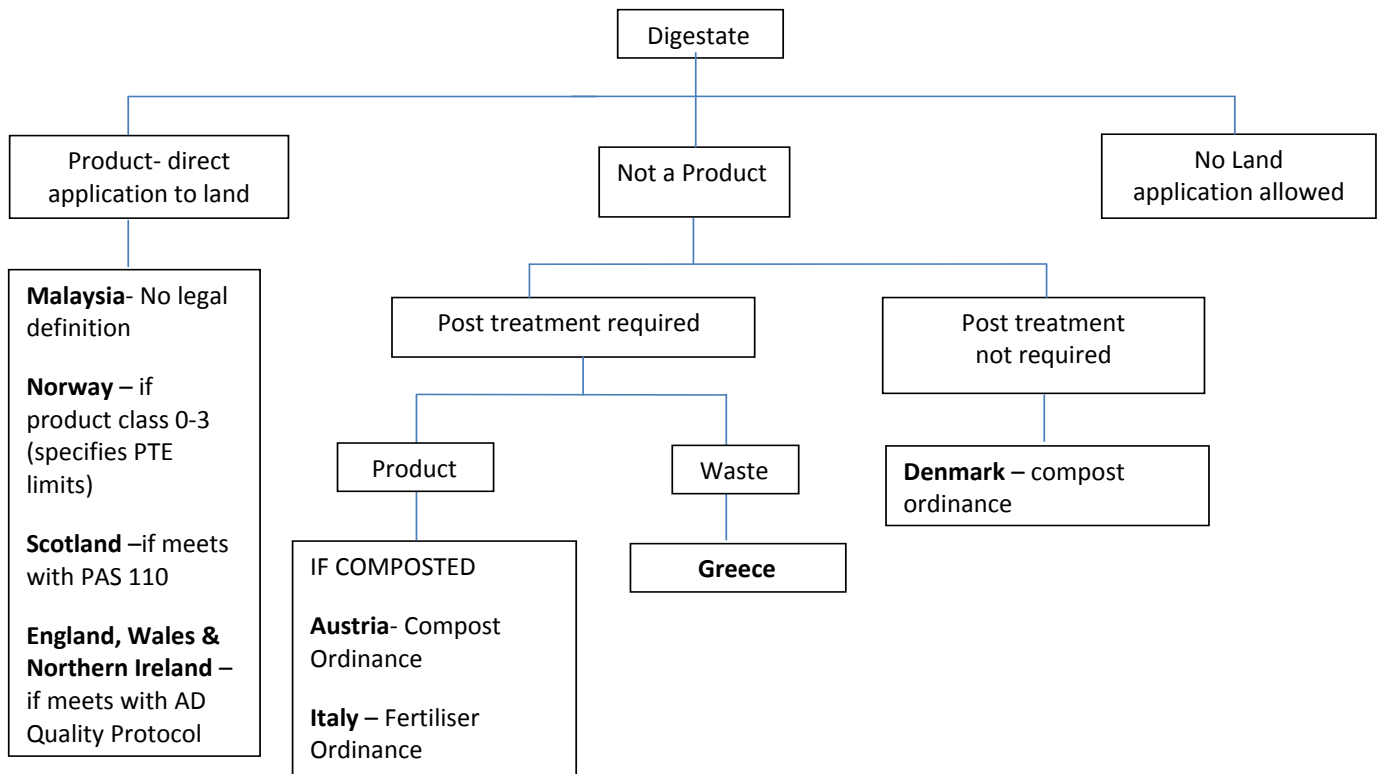 Digestate
Product- direct
application to land
Not a Product
No Land
application allowed
Malaysia- No legal
definition
Norway – if
product class 0-3
(specifies PTE
limits)
Scotland –if meets
with PAS 110
England, Wales &
Northern Ireland –
if meets with AD
Quality Protocol
Post treatment required
Post treatment
not required
Product
Waste
Denmark – compost
ordinance
IF COMPOSTED
Austria- Compost
Ordinance
Italy – Fertiliser
Ordinance
Greece